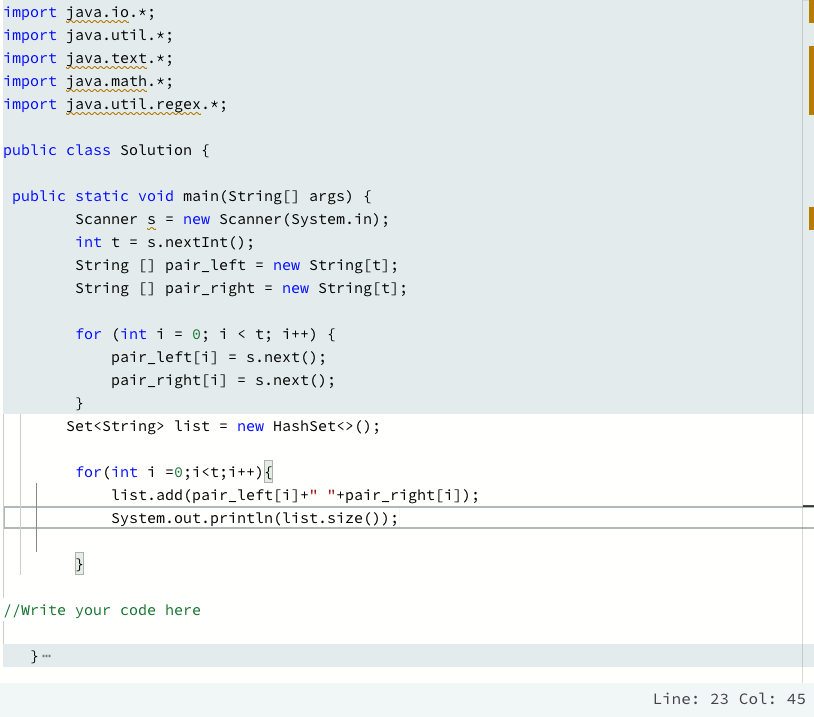 import java.io.*;
import java.util.*;
import java.text.*;
import java.math.*;
import java.util.regex.*;
public class Solution {
public static void main(String[] args) {
Scanner s = new Scanner(System.in);
int t = s.nextInt();
String [] pair_left = new String[t];
String [] pair_right = new String[t];
for (int i = 0; i < t; i++) {
pair_left[i] = s.next();
pair_right[i] = s.next();
}
Set<String> list = new HashSet<>();
for(int i =0;i<t;i++){
list.add(pair_left[i]+" "+pair_right[i]);
System.out.println(list.size());
}
//Write your code here
}⋯
Line: 23 Col: 45